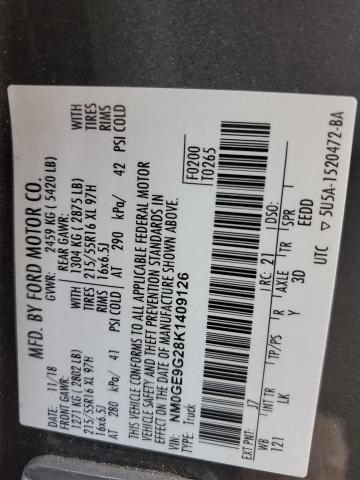 MFD. BY FORD MOTOR CO.
DATE: 11/18 GVWR: 2459 KG ( 5420 LB)
FRONT GAWR: REAR GAWR:
1271 KG ( 2802 LB) 1304 KG ( 2875 LB) WITH
215/55R16 XL 97H 215/55R16 XL 97H TIRES
16x6.5J RIMS 16x6.5J RIMS
AT 280 kPa/ 41 PSI COLD AT 290 kPa/ 42 PSI COLD
THIS VEHICLE CONFORMS TO ALL APPLICABLE FEDERAL MOTOR
VEHICLE SAFETY AND THEFT PREVENTION STANDARDS IN
EFFECT ON THE DATE OF MANUFACTURE SHOWN ABOVE.
VIN: NM0GE9G28K1409126
TYPE: Truck
F0200
T0265
EXT PNT: J7 RC: 21 DSO:
WB INT TR TP/PS R AXLE TR SPR
121 LK Y 3D EEDD
UTC ▽ 5U5A-1520472-BA